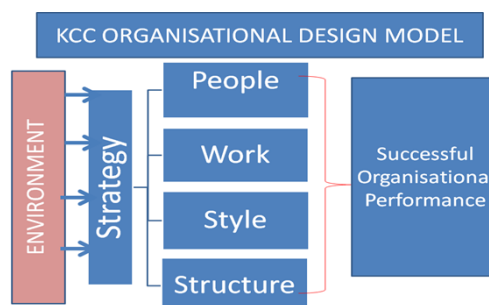 KCC ORGANISATIONAL DESIGN MODEL
ENVIRONMENT
Strategy
People
Work
Style
Structure
Successful
Organisational
Performance